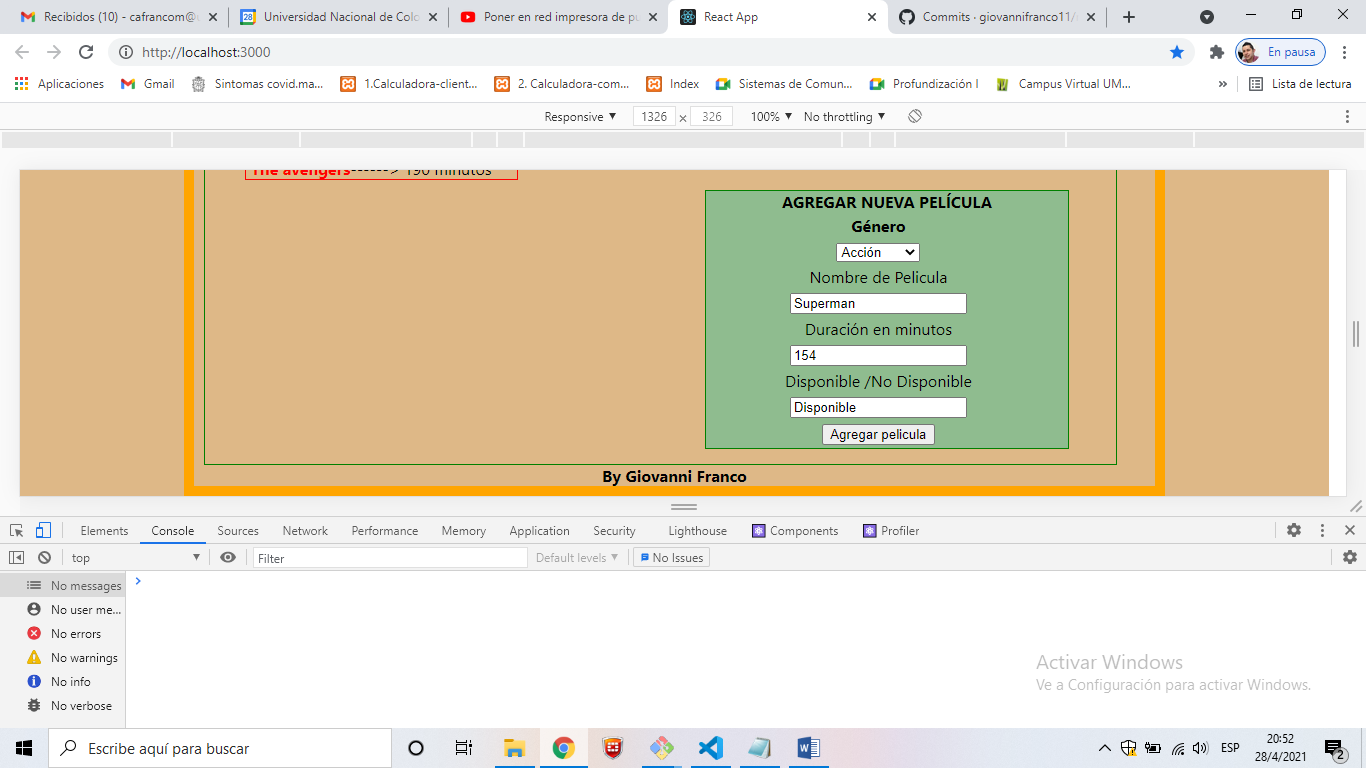 Recibidos (10) - cafrancom@
Universidad Nacional de Colo
Poner en red impresora de pu
React App
Commits · giovannifranco11/
http://localhost:3000
En pausa
Aplicaciones
Gmail
Sintomas covid.ma...
1.Calculadora-client...
2. Calculadora-com...
Index
Sistemas de Comun...
Profundización I
Campus Virtual UM...
»
Lista de lectura
Responsive ▼ 1326 × 326 100% ▼ No throttling ▼
The avengers------> 190 minutos
AGREGAR NUEVA PELÍCULA
Género
Acción
Nombre de Pelicula
Superman
Duración en minutos
154
Disponible /No Disponible
Disponible
Agregar pelicula
By Giovanni Franco
Elements Console Sources Network Performance Memory Application Security Lighthouse Components Profiler
top ▼ Filter Default levels ▼ No Issues
No messages
No user me...
No errors
No warnings
No info
No verbose
Activar Windows
Ve a Configuración para activar Windows.
Escribe aquí para buscar
ESP
20:52
28/4/2021
2